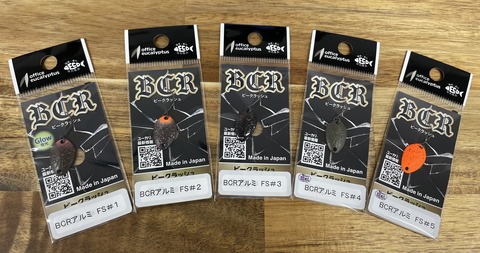 office
eucalyptus
BCR
ビークラッシュ
Glow
Made in Japan
BCRアルミ FS#1
office
eucalyptus
BCR
ビークラッシュ
Made in Japan
BCRアルミ FS#2
office
eucalyptus
BCR
ビークラッシュ
Made in Japan
BCRアルミ FS#3
office
eucalyptus
BCR
ビークラッシュ
Made in Japan
BCRアルミ FS#4
office
eucalyptus
BCR
ビークラッシュ
Made in Japan
BCRアルミ FS#5